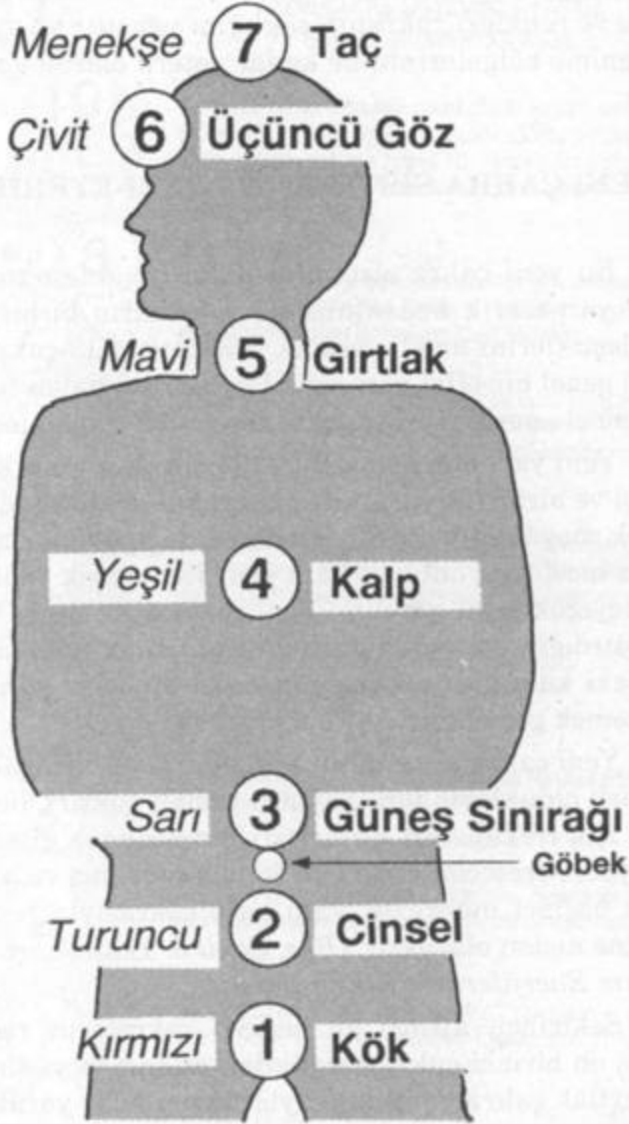 Menekşe 7 Taç
Çivit 6 Üçüncü Göz
Mavi 5 Gırtlak
Yeşil 4 Kalp
Sarı 3 Güneş Sinirağı
Göbek
Turuncu 2 Cinsel
Kırmızı 1 Kök